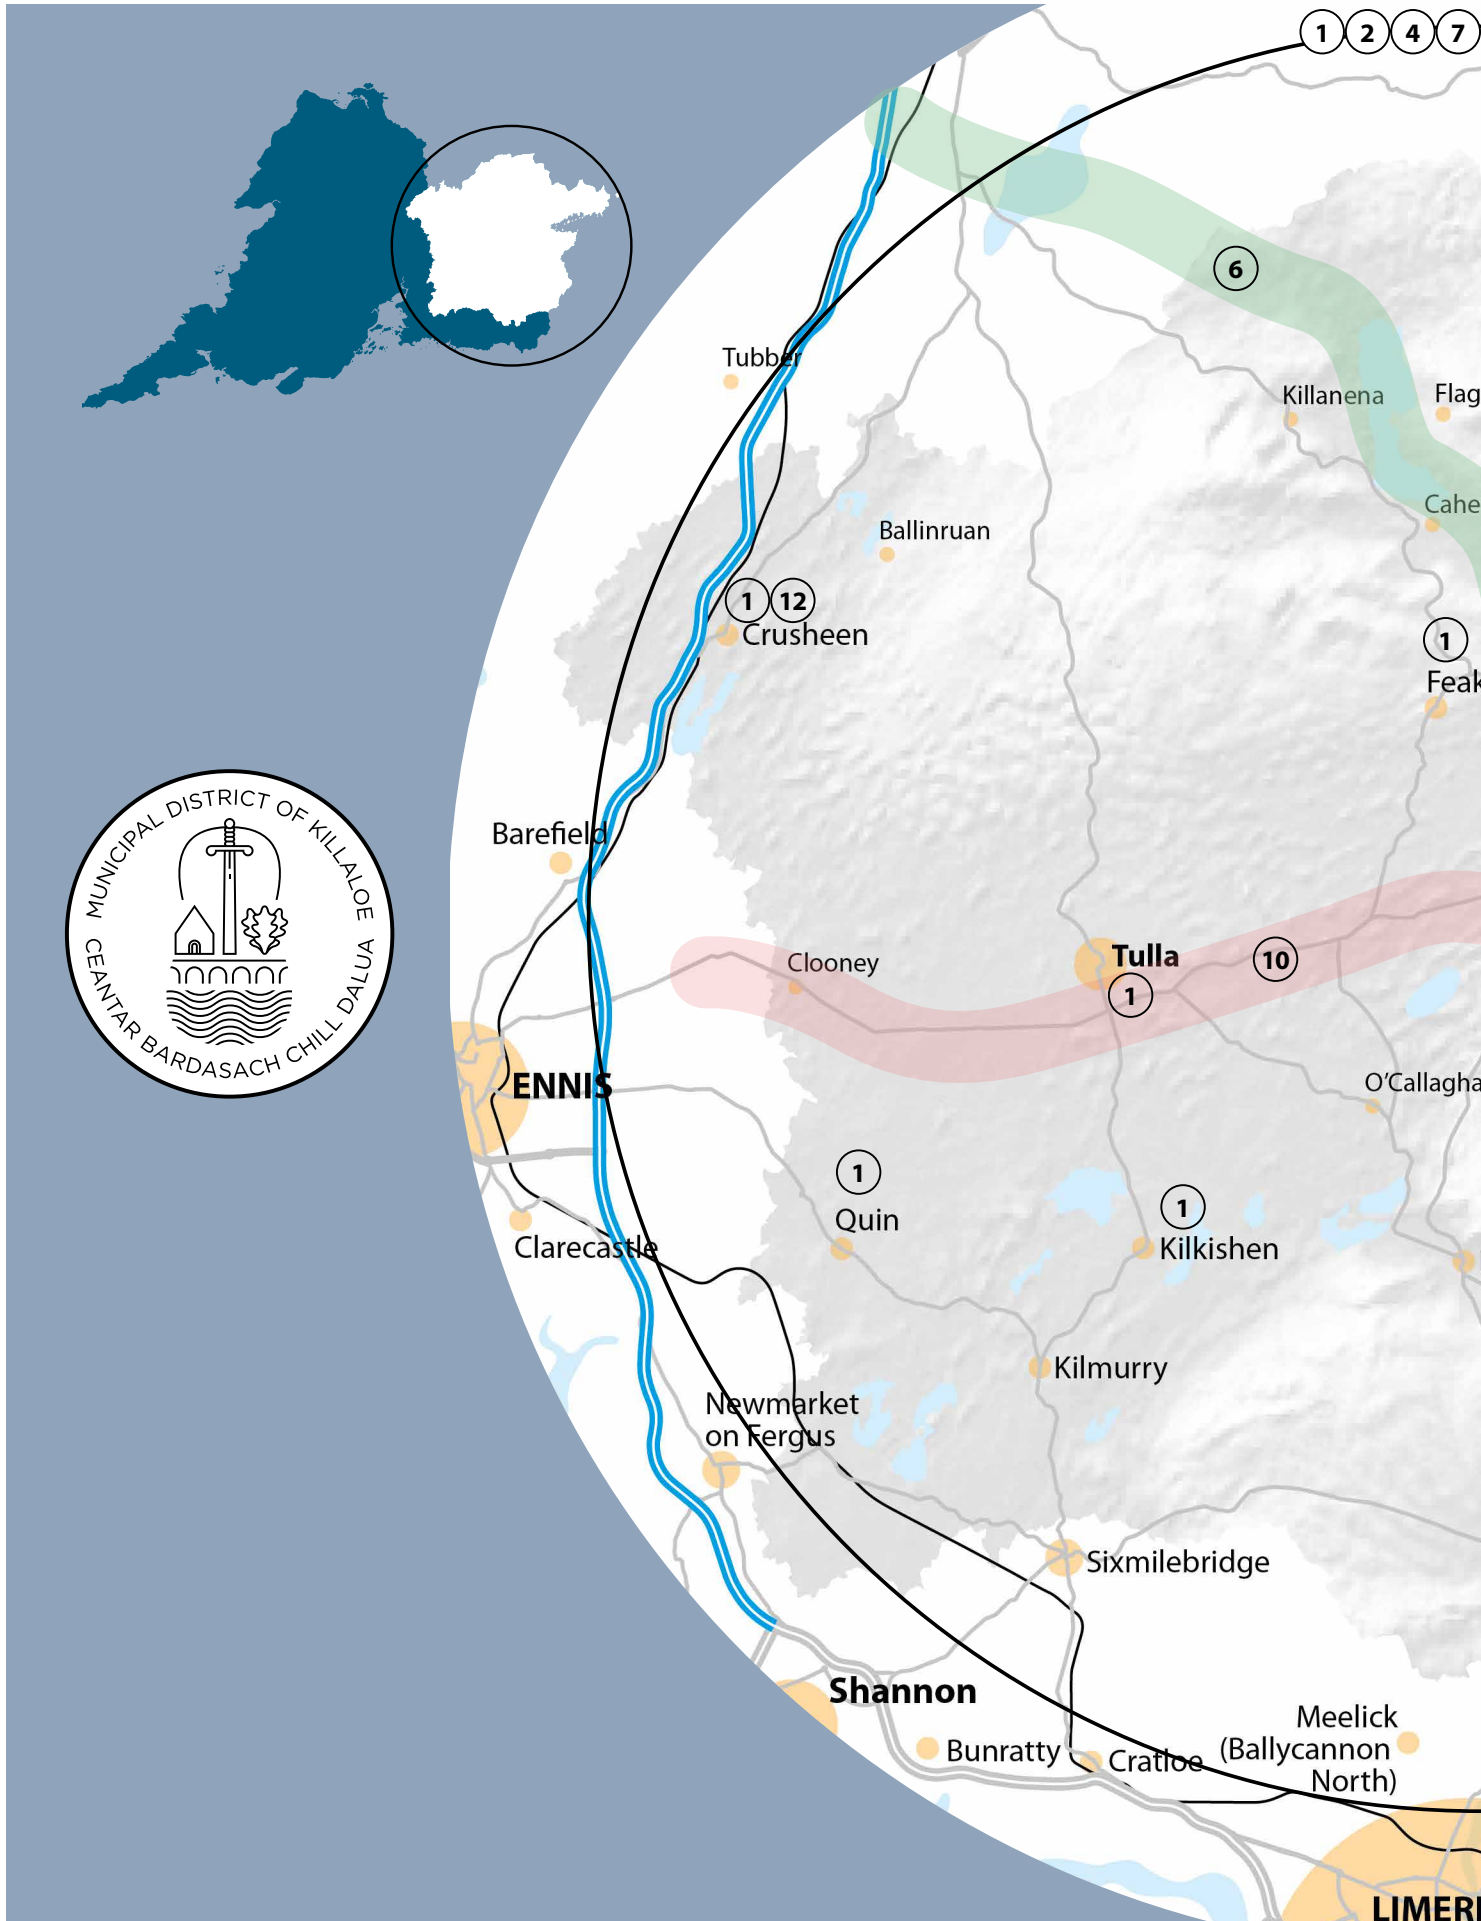 1 2 4 7
6
Tubber
Killanena
Flag
Cahe
Ballinruan
1 12
Crusheen
1
Feak
Barefield
MUNICIPAL DISTRICT OF KILLALOE
CEANTAR BARDASACH CHILL DALUA
Clooney
Tulla
10
1
ENNIS
O'Callagha
1
Quin
1
Kilkishen
Clarecastle
Kilmurry
Newmarket
on Fergus
Sixmilebridge
Shannon
Meelick
(Ballycannon
North)
Bunratty
Cratloe
LIMER